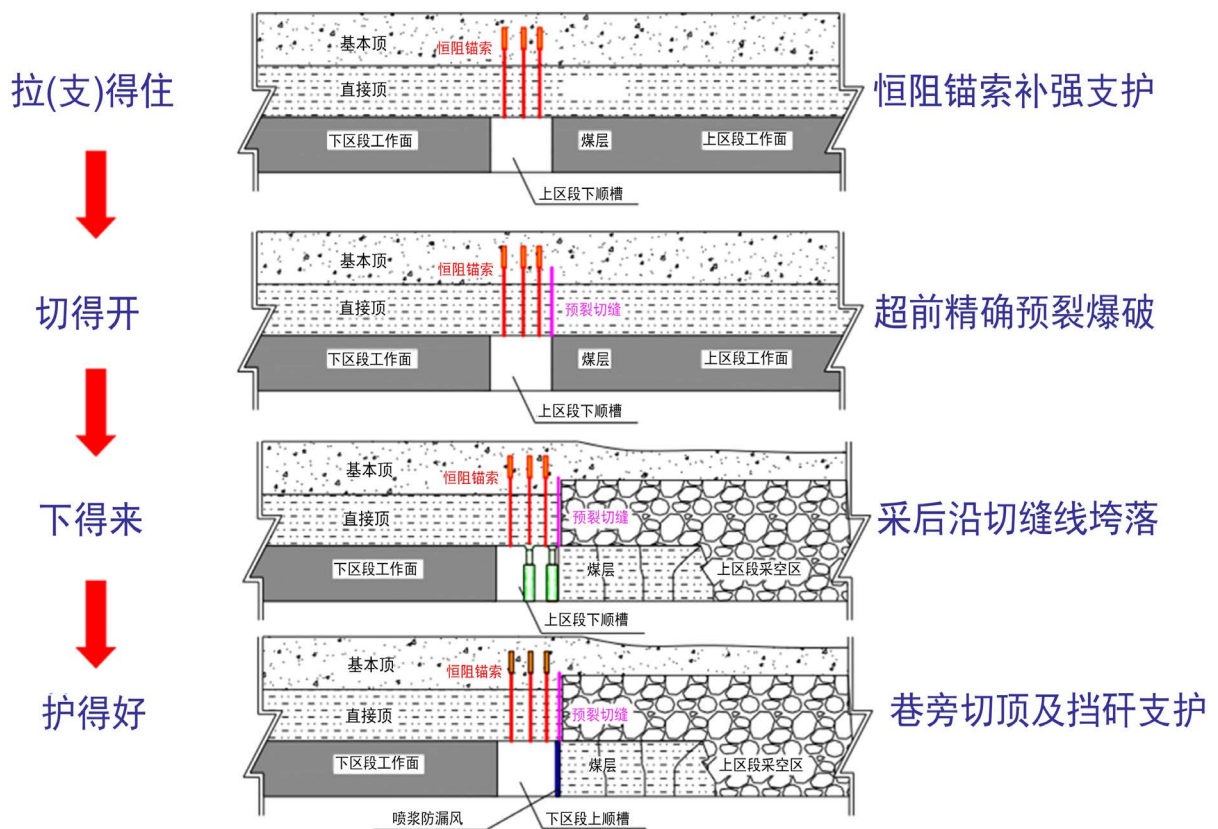 拉(支)得住
基本顶
恒阻锚索
直接顶
下区段工作面
煤层
上区段工作面
上区段下顺槽
恒阻锚索补强支护
切得开
基本顶
恒阻锚索
直接顶
预裂切缝
下区段工作面
煤层
上区段工作面
上区段下顺槽
超前精确预裂爆破
下得来
基本顶
恒阻锚索
直接顶
预裂切缝
下区段工作面
煤层
上区段采空区
上区段下顺槽
采后沿切缝线垮落
护得好
基本顶
恒阻锚索
直接顶
预裂切缝
下区段工作面
煤层
上区段采空区
喷浆防漏风
下区段上顺槽
巷旁切顶及挡矸支护